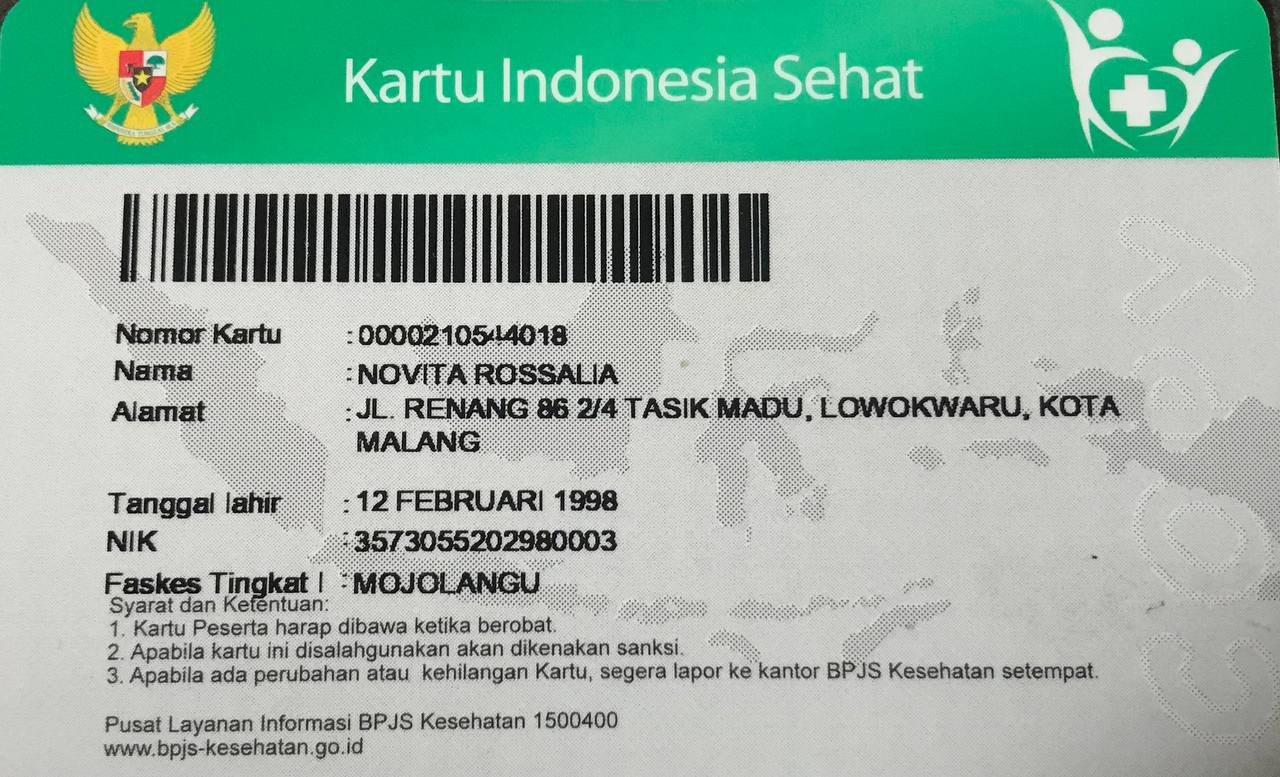 Kartu Indonesia Sehat
Nomor Kartu : 0000210544018
Nama : NOVITA ROSSALIA
Alamat : JL. RENANG 86 2/4 TASIK MADU, LOWOKWARU, KOTA
MALANG
Tanggal lahir : 12 FEBRUARI 1998
NIK : 3573055202980003
Faskes Tingkat I : MOJOLANGU
Syarat dan Ketentuan:
1. Kartu Peserta harap dibawa ketika berobat.
2. Apabila kartu ini disalahgunakan akan dikenakan sanksi.
3. Apabila ada perubahan atau kehilangan Kartu, segera lapor ke kantor BPJS Kesehatan setempat.
Pusat Layanan Informasi BPJS Kesehatan 1500400
www.bpjs-kesehatan.go.id